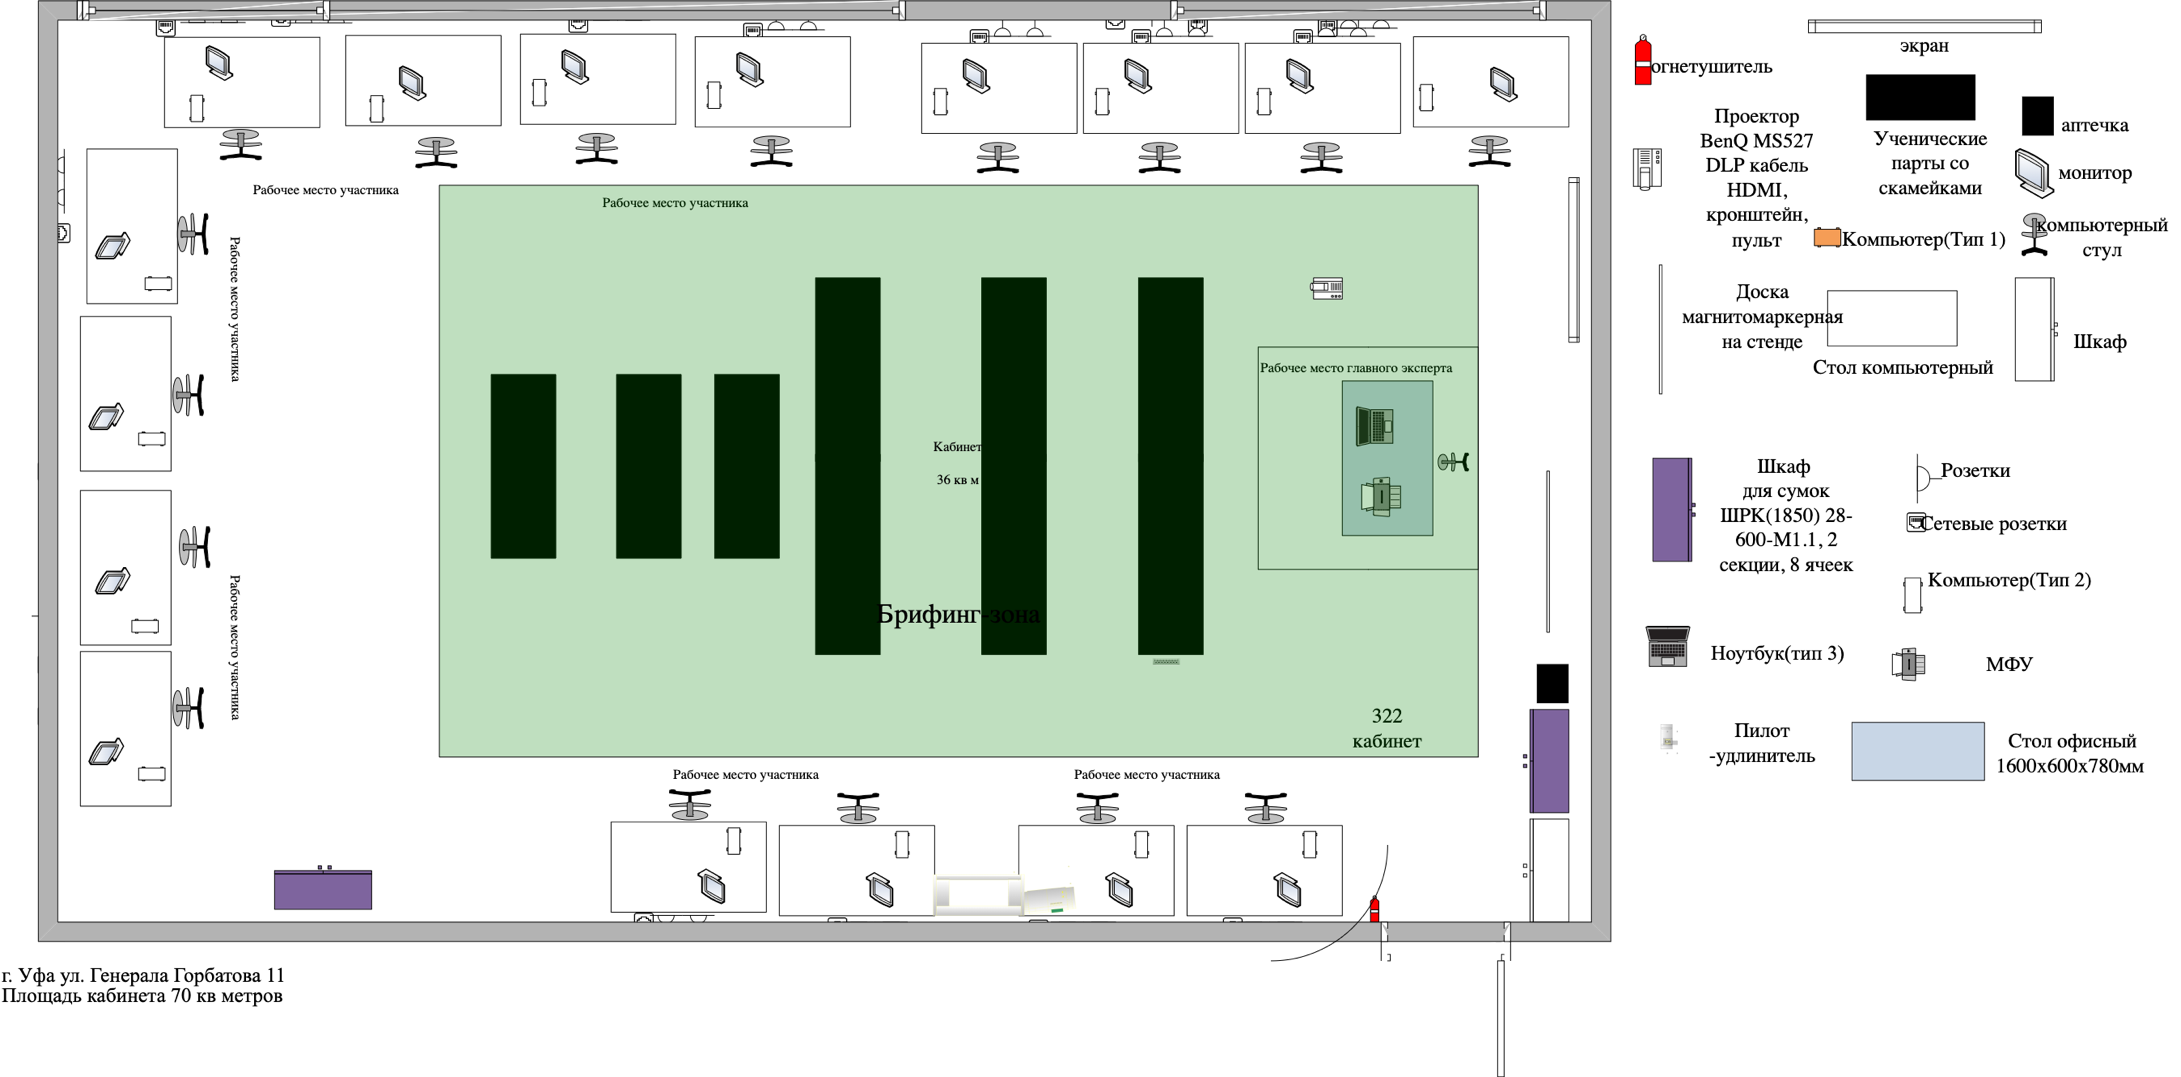 Рабочее место участника
Рабочее место участника
Рабочее место участника
Рабочее место участника
Рабочее место главного эксперта
Кабинет
36 кв м
Брифинг-зона
322
кабинет
Рабочее место участника
Рабочее место участника
г. Уфа ул. Генерала Горбатова 11
Площадь кабинета 70 кв метров
экран
огнетушитель
Проектор
BenQ MS527
DLP кабель
HDMI,
кронштейн,
пульт
Ученические
парты со
скамейками
аптечка
монитор
Компьютер(Тип 1)
компьютерный
стул
Доска
магнитомаркерная
на стенде
Стол компьютерный
Шкаф
Шкаф
для сумок
ШРК(1850) 28-
600-М1.1, 2
секции, 8 ячеек
Розетки
Сетевые розетки
Компьютер(Тип 2)
Ноутбук(тип 3)
МФУ
Пилот
-удлинитель
Стол офисный
1600х600х780мм